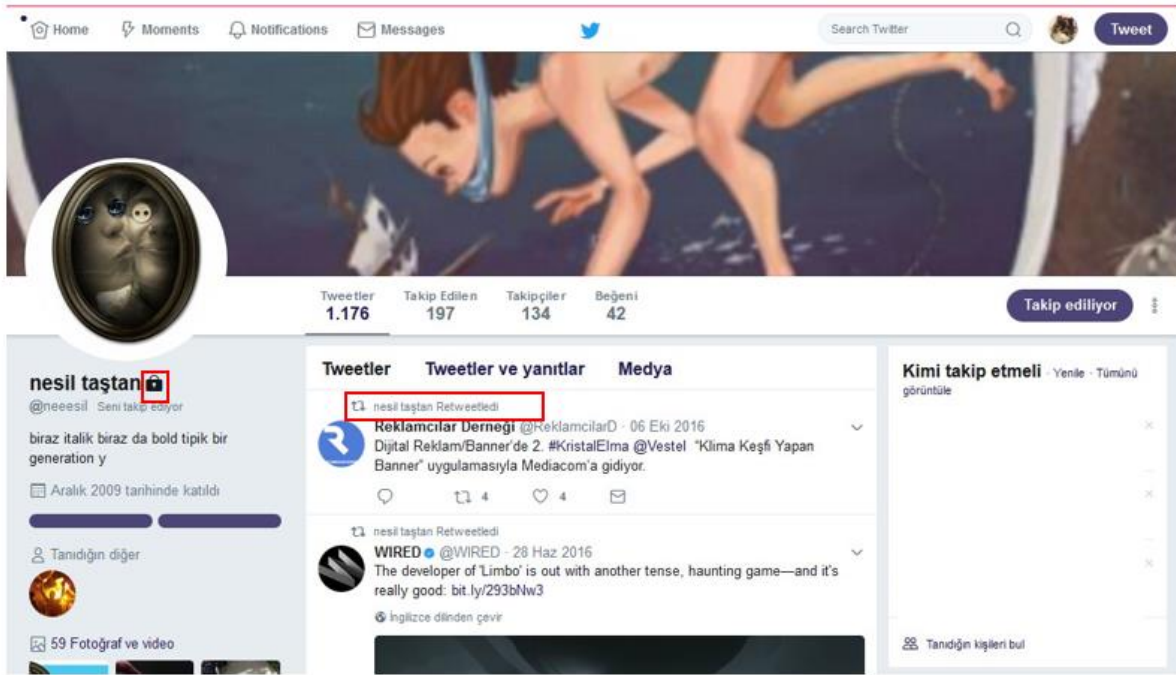 Home Moments Notifications Messages Search Twitter Tweet
Tweetler Takip Edilen Takipçiler Beğeni
1.176 197 134 42
Takip ediliyor
nesil taştan
@neeesil Seni takip ediyor
biraz italik biraz da bold tipik bir
generation y
Aralık 2009 tarihinde katıldı
Tanıdığın diğer
59 Fotoğraf ve video
Tweetler Tweetler ve yanıtlar Medya
nesil taştan Retweetledi
Reklamcılar Derneği @ReklamcilarD · 06 Eki 2016
Dijital Reklam/Banner'de 2. #KristalElma @Vestel "Klima Keşfi Yapan
Banner" uygulamasıyla Mediacom'a gidiyor.
4 4
nesil taştan Retweetledi
WIRED @WIRED · 28 Haz 2016
The developer of 'Limbo' is out with another tense, haunting game—and it's
really good: bit.ly/293bNw3
İngilizce dilinden çevir
Kimi takip etmeli · Yenile · Tümünü
görüntüle
Tanıdığın kişileri bul